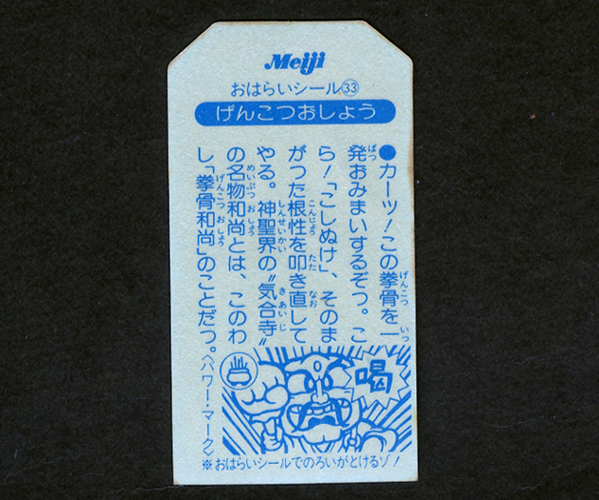 Meiji
おはらいシール㉝
げんこつおしょう
●カーツ！この拳骨を一
発おみまいするぞっ。こ
ら！「こしぬけ」、そのま
がった根性を叩き直して
やる。神聖界の〝気合寺〟
の名物和尚とは、このわ
し「拳骨和尚」のことだっ。
〈パワー・マーク〉
喝
※おはらいシールでのろいがとけるゾ！